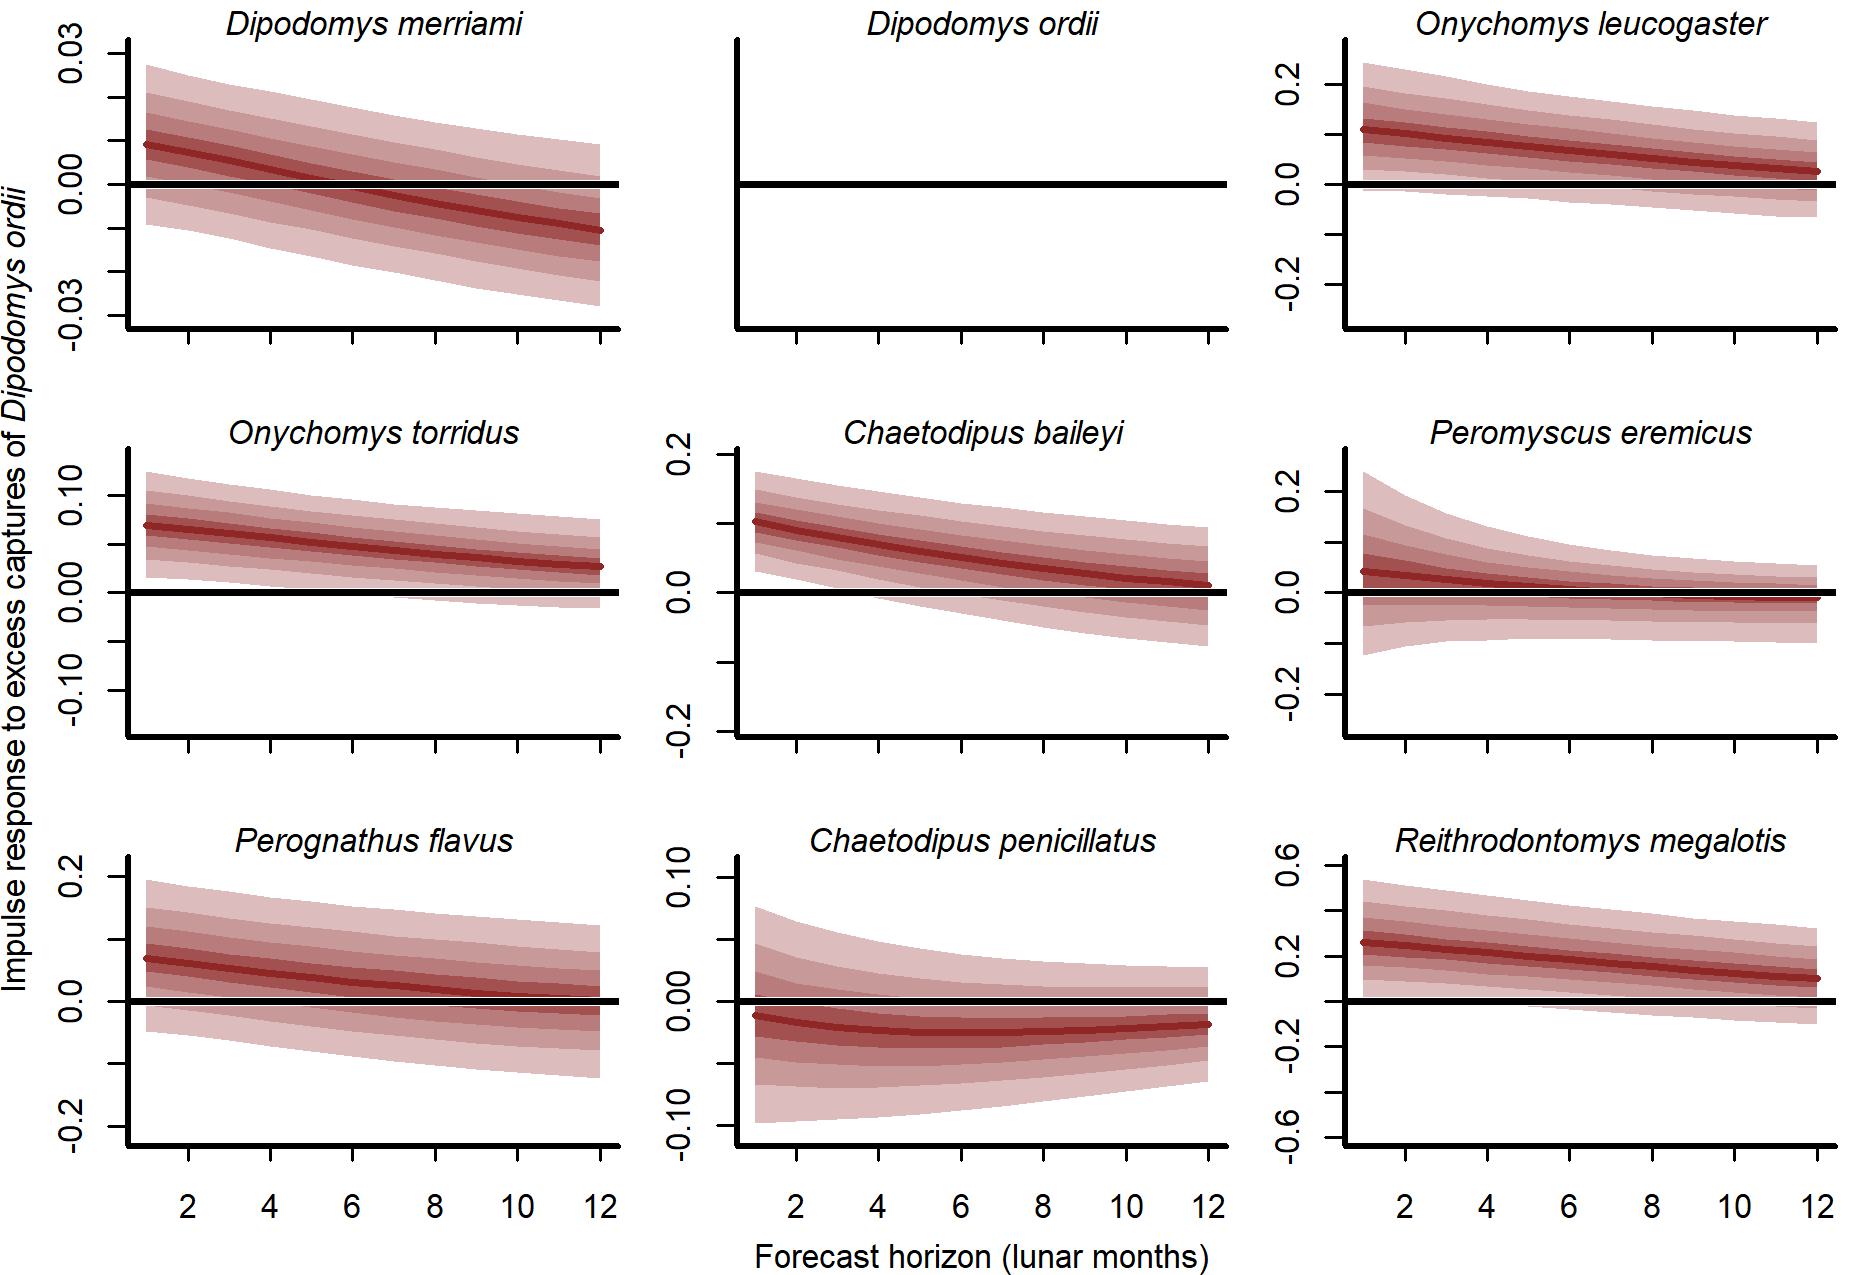 Impulse response to excess captures of Dipodomys ordii
Dipodomys merriami
0.03
0.00
-0.03
Dipodomys ordii
Onychomys leucogaster
0.2
0.0
-0.2
Onychomys torridus
0.10
0.00
-0.10
Chaetodipus baileyi
0.2
0.0
-0.2
Peromyscus eremicus
0.2
0.0
-0.2
Perognathus flavus
0.2
0.0
-0.2
2 4 6 8 10 12
Chaetodipus penicillatus
0.10
0.00
-0.10
2 4 6 8 10 12
Reithrodontomys megalotis
0.6
0.2
-0.2
-0.6
2 4 6 8 10 12
Forecast horizon (lunar months)